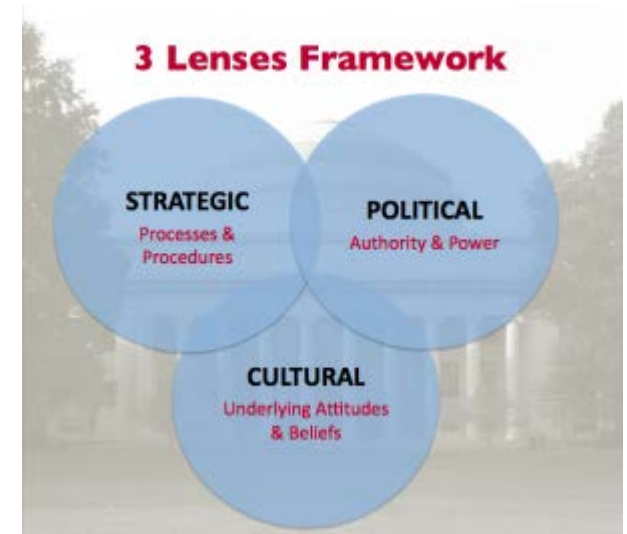 3 Lenses Framework
STRATEGIC
Processes &
Procedures
POLITICAL
Authority & Power
CULTURAL
Underlying Attitudes
& Beliefs